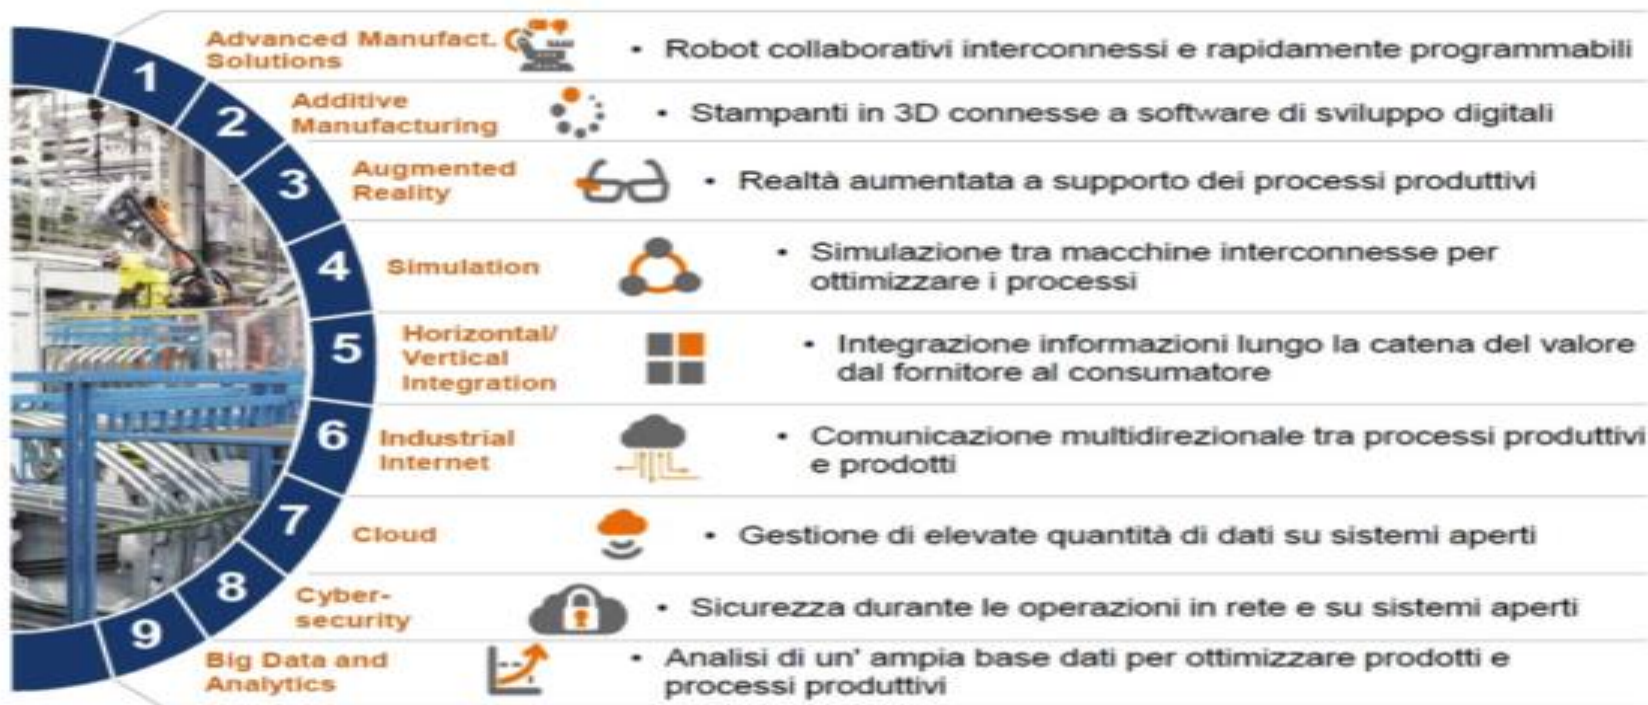 1
Advanced Manufact.
Solutions
• Robot collaborativi interconnessi e rapidamente programmabili
2
Additive
Manufacturing
• Stampanti in 3D connesse a software di sviluppo digitali
3
Augmented
Reality
• Realtà aumentata a supporto dei processi produttivi
4
Simulation
• Simulazione tra macchine interconnesse per
ottimizzare i processi
5
Horizontal/
Vertical
Integration
• Integrazione informazioni lungo la catena del valore
dal fornitore al consumatore
6
Industrial
Internet
• Comunicazione multidirezionale tra processi produttivi
e prodotti
7
Cloud
• Gestione di elevate quantità di dati su sistemi aperti
8
Cyber-
security
• Sicurezza durante le operazioni in rete e su sistemi aperti
9
Big Data and
Analytics
• Analisi di un' ampia base dati per ottimizzare prodotti e
processi produttivi